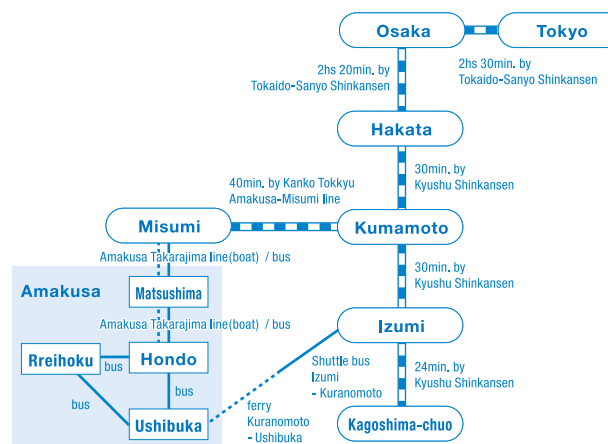 Osaka
Tokyo
2hs 20min. by
Tokaido-Sanyo Shinkansen
2hs 30min. by
Tokaido-Sanyo Shinkansen
Hakata
30min. by
Kyushu Shinkansen
40min. by Kanko Tokkyu
Amakusa-Misumi line
Misumi
Kumamoto
Amakusa Takarajima line(boat) / bus
Amakusa
Matsushima
30min. by
Kyushu Shinkansen
Amakusa Takarajima line(boat) / bus
Izumi
Rreihoku
bus
Hondo
Shuttle bus
Izumi
- Kuranomoto
24min. by
Kyushu Shinkansen
bus
bus
Ushibuka
ferry
Kuranomoto
- Ushibuka
Kagoshima-chuo